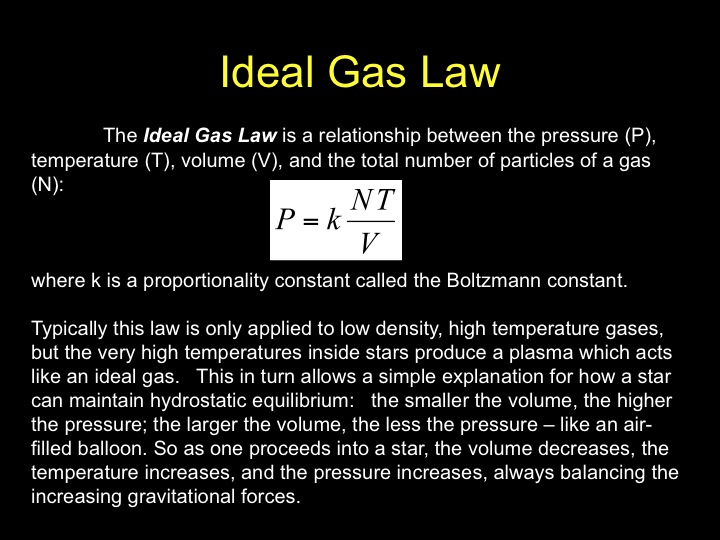 Ideal Gas Law
The Ideal Gas Law is a relationship between the pressure (P),
temperature (T), volume (V), and the total number of particles of a gas
(N):
P = k NT/V
where k is a proportionality constant called the Boltzmann constant.
Typically this law is only applied to low density, high temperature gases,
but the very high temperatures inside stars produce a plasma which acts
like an ideal gas.   This in turn allows a simple explanation for how a star
can maintain hydrostatic equilibrium:   the smaller the volume, the higher
the pressure; the larger the volume, the less the pressure – like an air-
filled balloon. So as one proceeds into a star, the volume decreases, the
temperature increases, and the pressure increases, always balancing the
increasing gravitational forces.